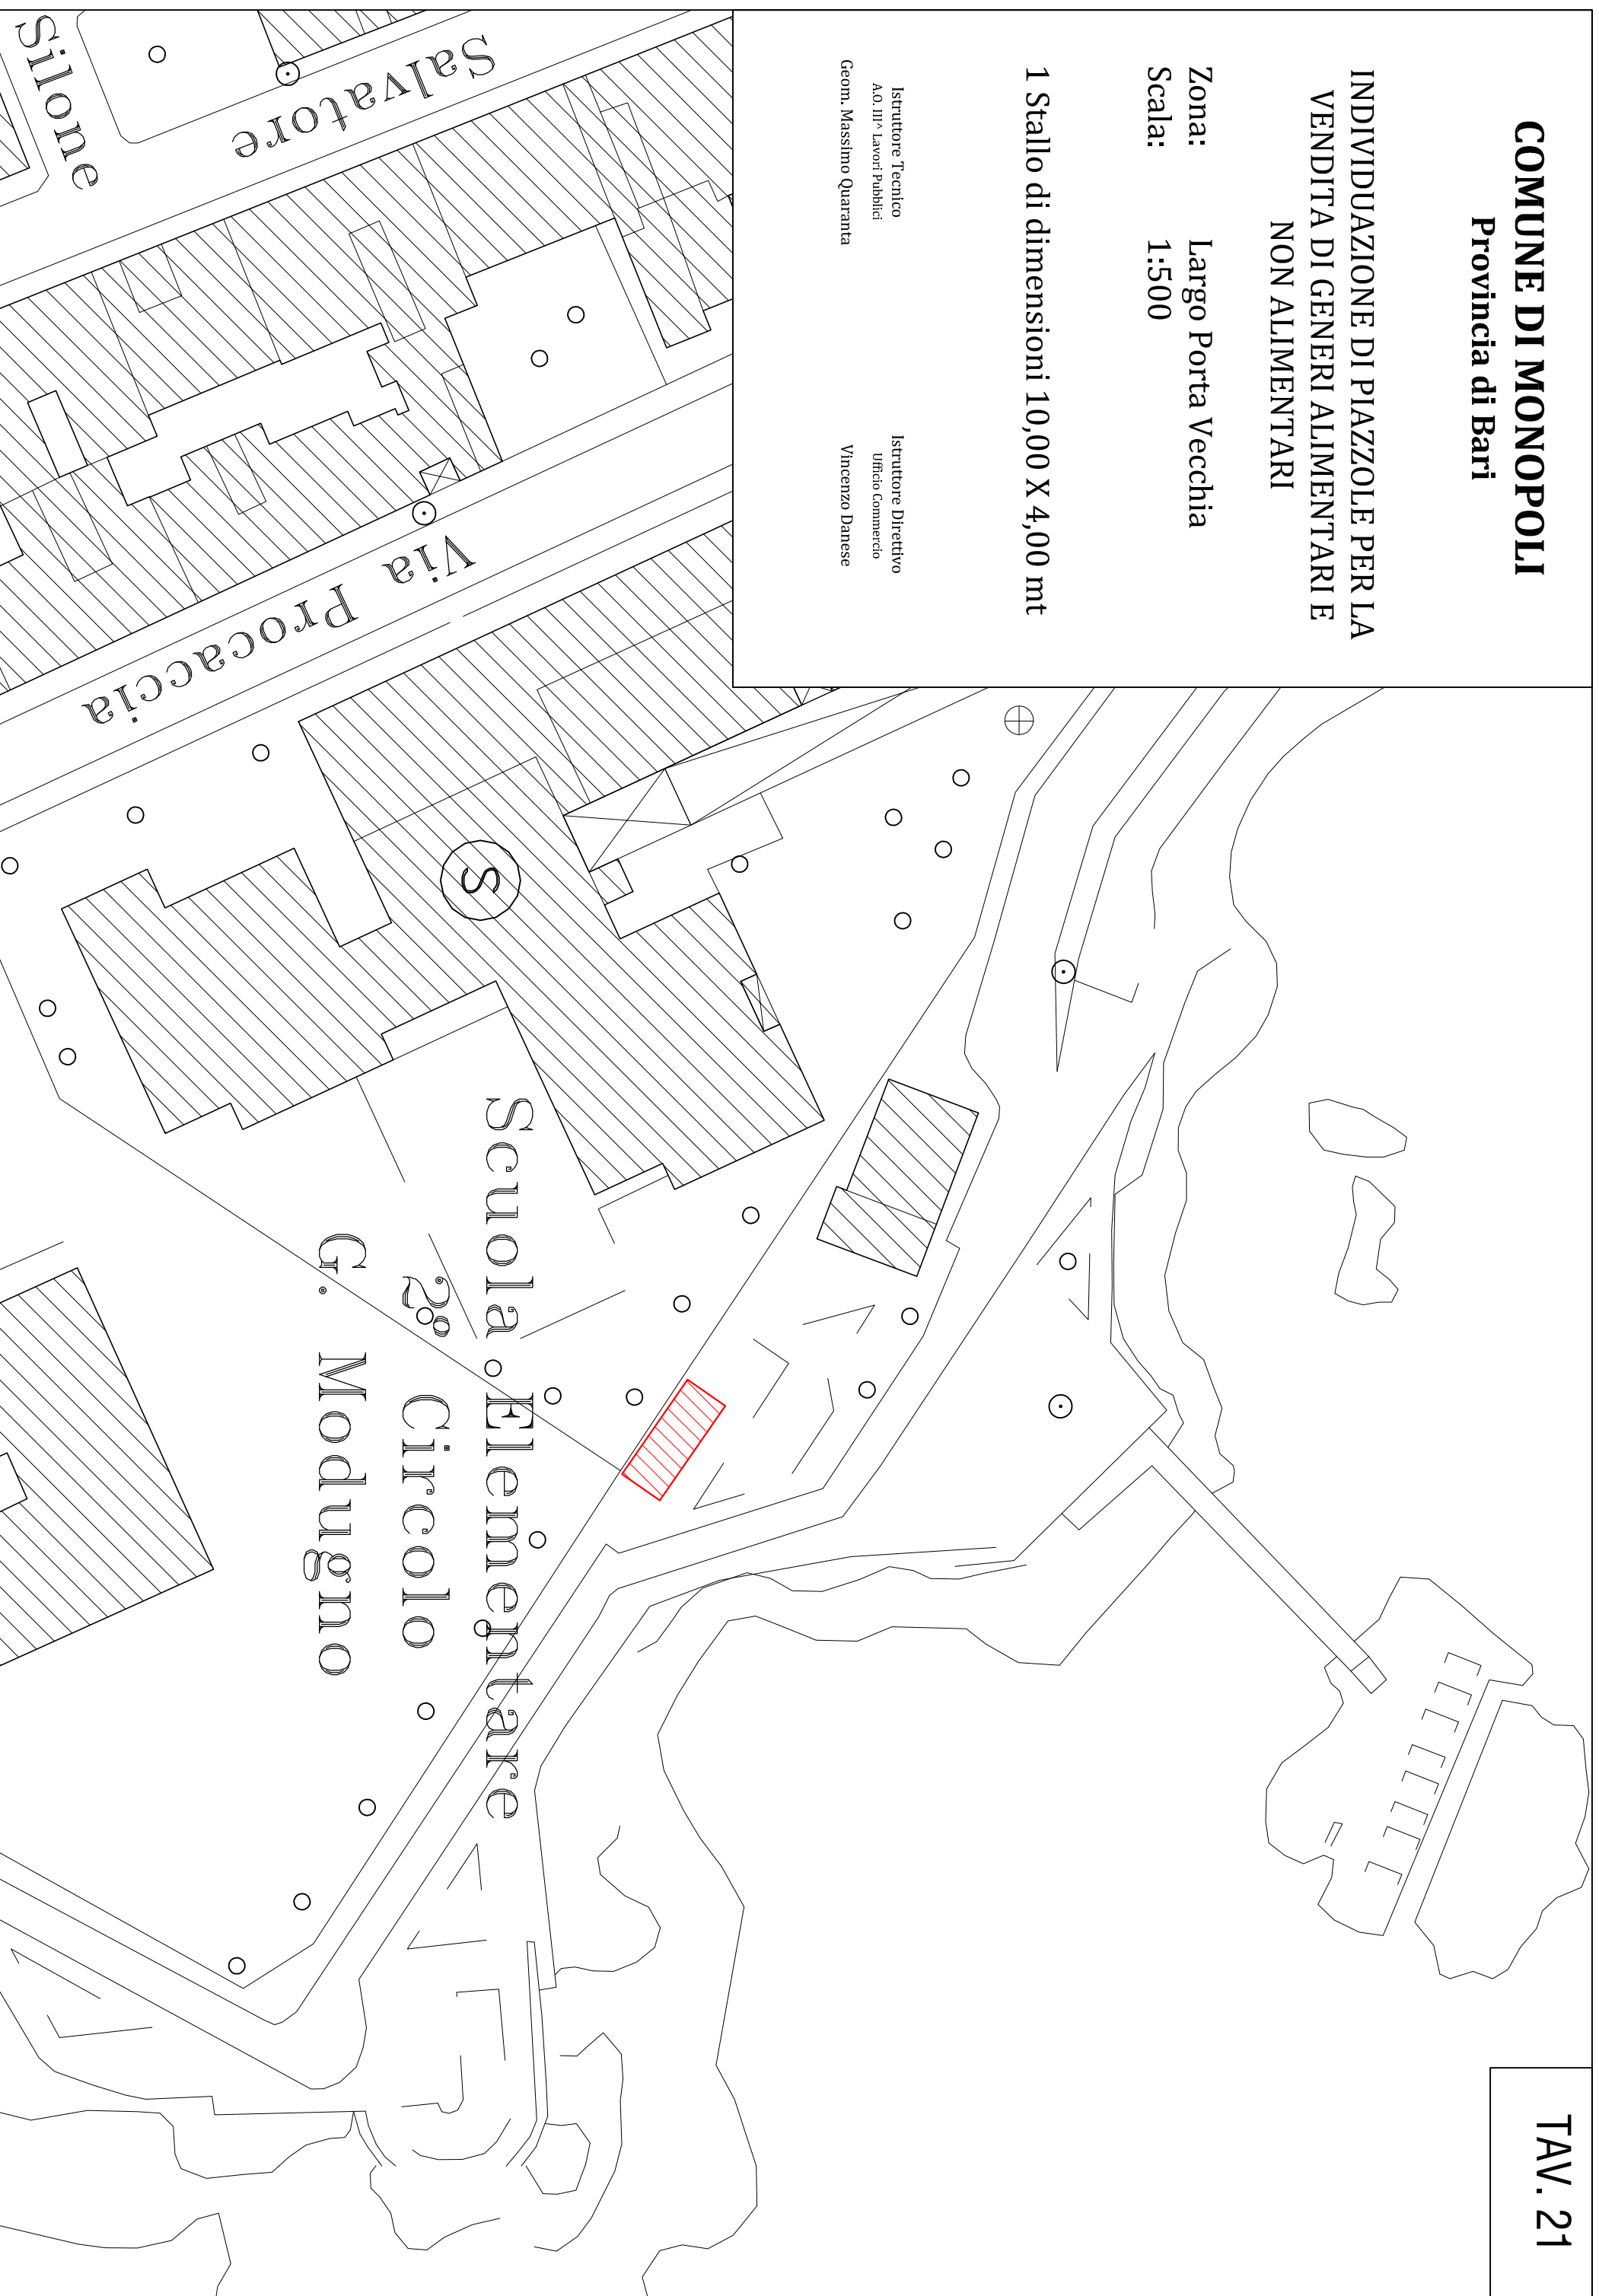 COMUNE DI MONOPOLI
Provincia di Bari
INDIVIDUAZIONE DI PIAZZOLE PER LA
VENDITA DI GENERI ALIMENTARI E
NON ALIMENTARI
Zona: Largo Porta Vecchia
Scala: 1:500
1 Stallo di dimensioni 10,00 X 4,00 mt
Istruttore Tecnico
A.O. III^ Lavori Pubblici
Geom. Massimo Quaranta
Istruttore Direttivo
Ufficio Commercio
Vincenzo Danese
Silone
Salvatore
Via Procaccia
S
Scuola Elementare
2° Circolo
G. Modugno
TAV. 21